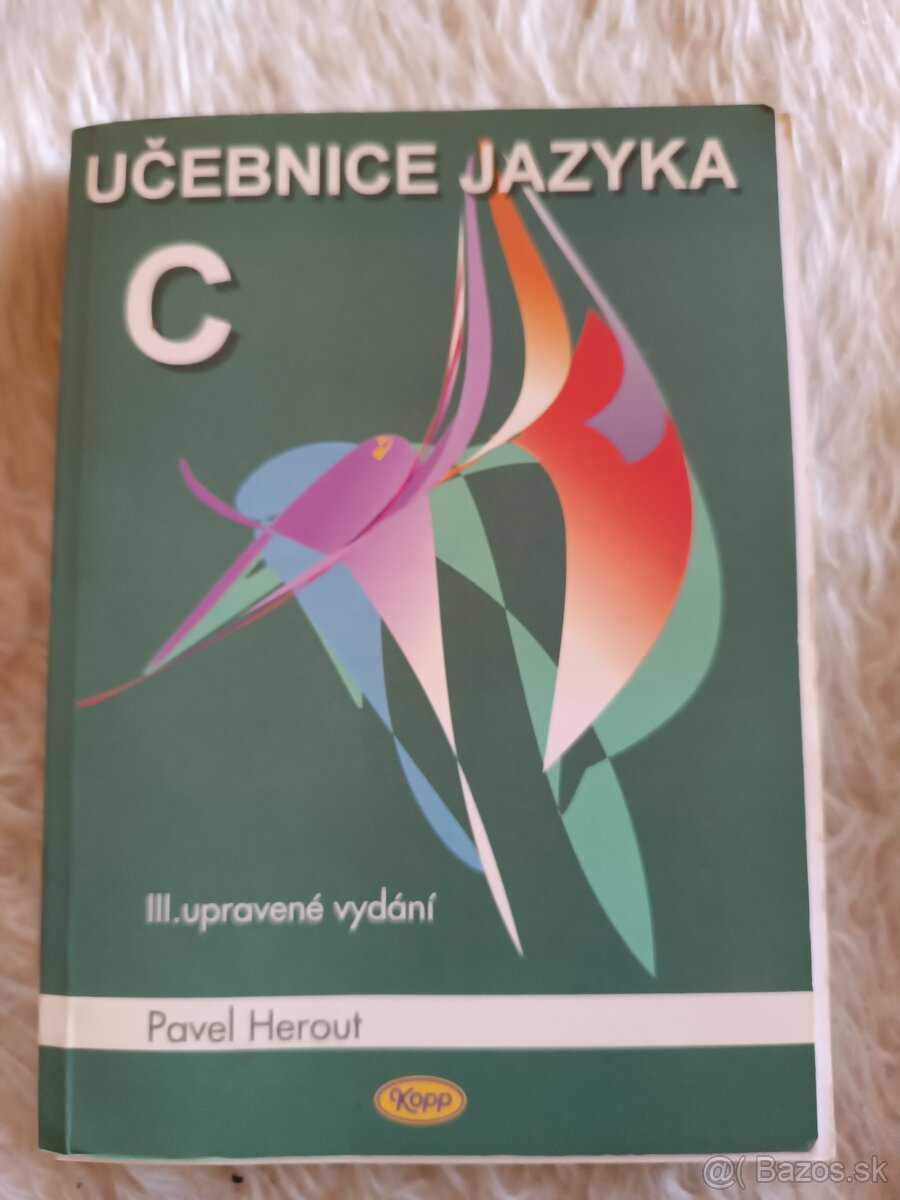 UČEBNICE JAZYKA
C
III.upravené vydání
Pavel Herout
Kopp
@( Bazos.sk